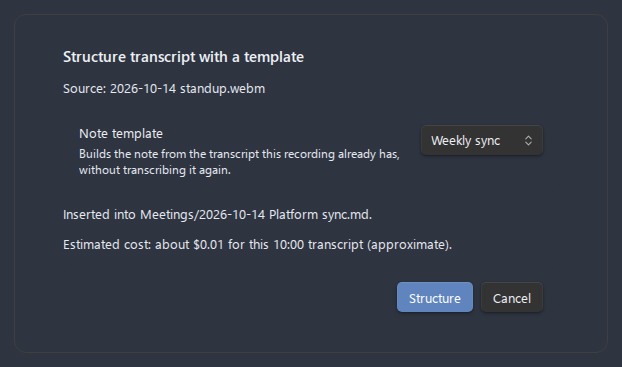 Structure transcript with a template
Source: 2026-10-14 standup.webm
Note template
Weekly sync
Builds the note from the transcript this recording already has,
without transcribing it again.
Inserted into Meetings/2026-10-14 Platform sync.md.
Estimated cost: about $0.01 for this 10:00 transcript (approximate).
Structure
Cancel